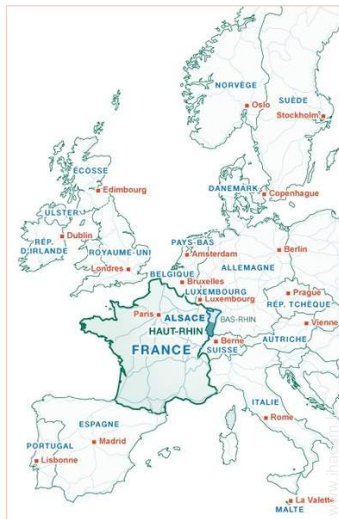 NORVÈGE
Oslo
SUÈDE
Stockholm
ÉCOSSE
Edimbourg
DANEMARK
Copenhague
ULSTER
Dublin
RÉP.
D'IRLANDE
ROYAUME-UNI
Londres
PAYS-BAS
Amsterdam
Berlin
ALLEMAGNE
BELGIQUE
Bruxelles
LUXEMBOURG
Luxembourg
Prague
RÉP. TCHÈQUE
Paris
ALSACE
BAS-RHIN
HAUT-RHIN
Vienne
AUTRICHE
Berne
SUISSE
FRANCE
ITALIE
Rome
ESPAGNE
Madrid
PORTUGAL
Lisbonne
La Valett
MALTE